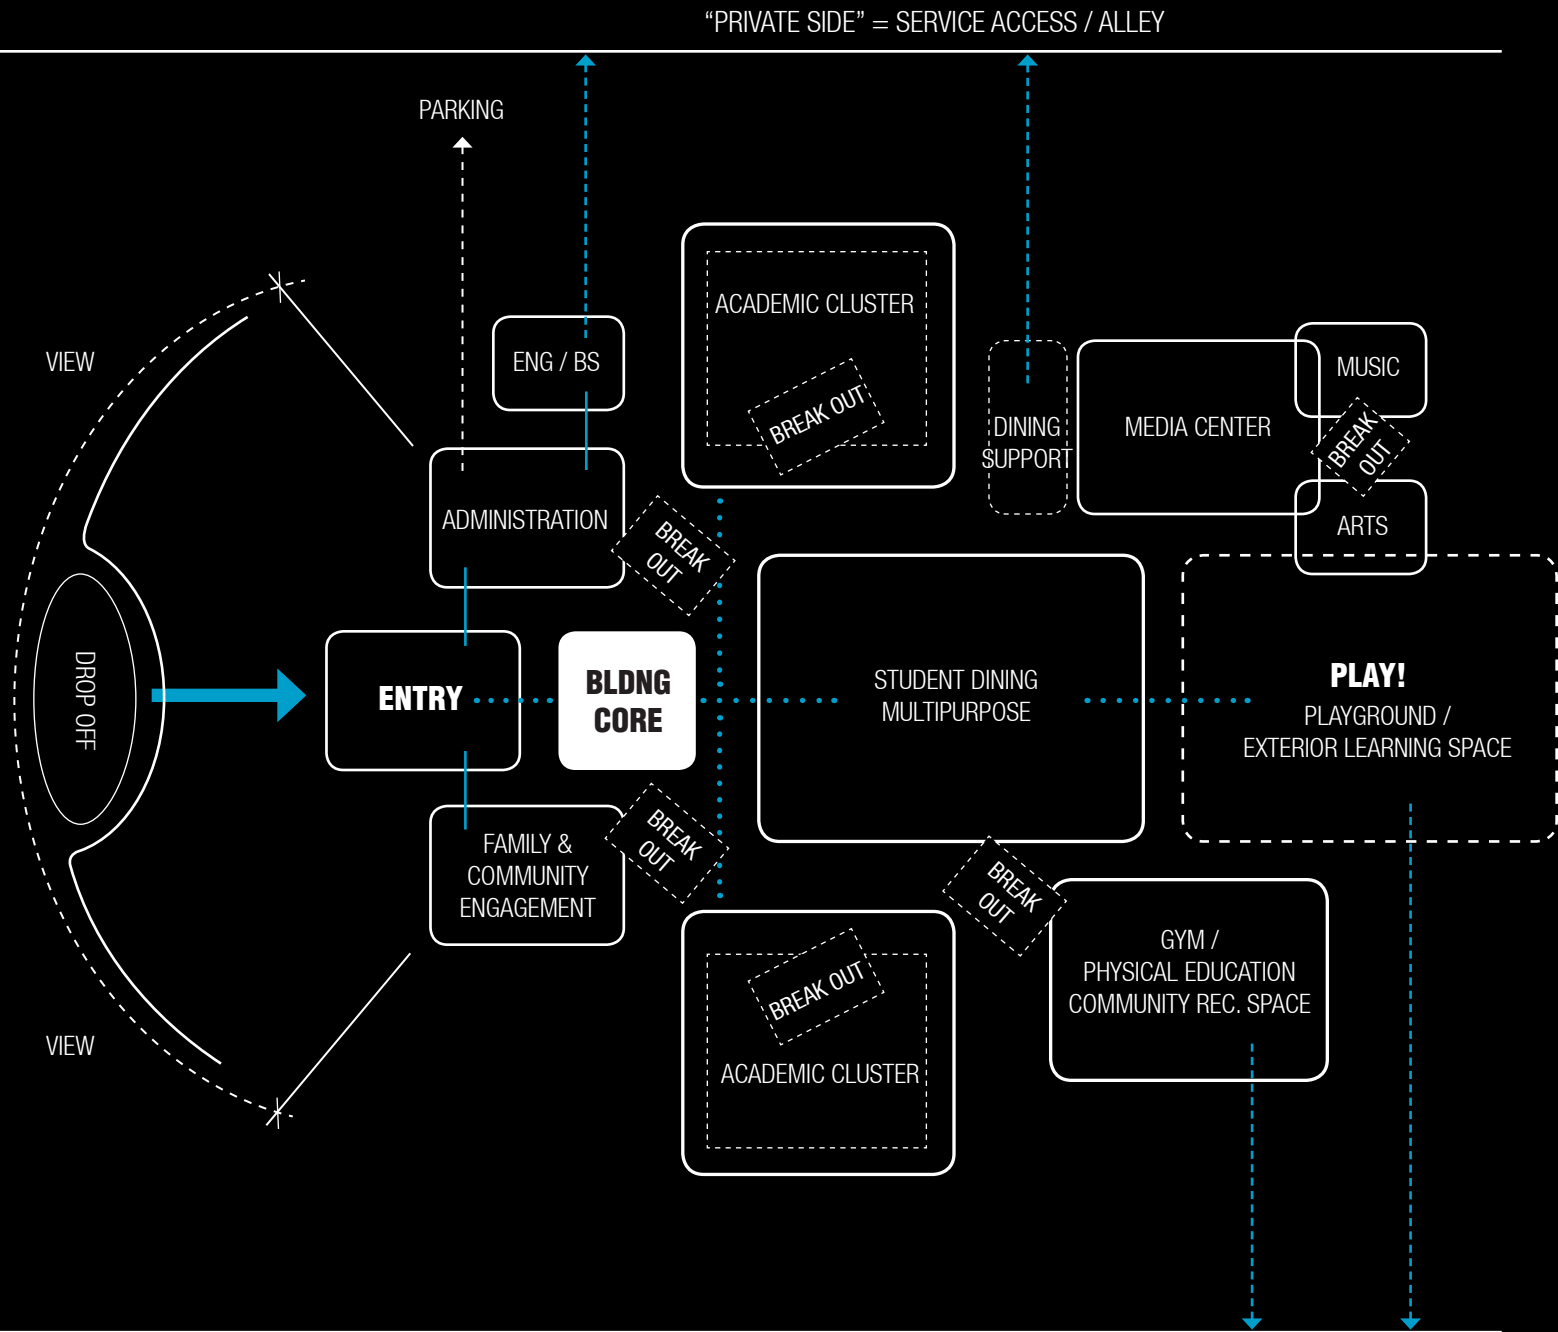 “PRIVATE SIDE” = SERVICE ACCESS / ALLEY
PARKING
VIEW
ENG / BS
ACADEMIC CLUSTER
BREAK OUT
DINING
SUPPORT
MEDIA CENTER
MUSIC
BREAK
OUT
ARTS
ADMINISTRATION
BREAK
OUT
DROP OFF
ENTRY
BLDNG
CORE
STUDENT DINING
MULTIPURPOSE
PLAY!
PLAYGROUND /
EXTERIOR LEARNING SPACE
FAMILY &
COMMUNITY
ENGAGEMENT
BREAK
OUT
BREAK
OUT
GYM /
PHYSICAL EDUCATION
COMMUNITY REC. SPACE
BREAK OUT
ACADEMIC CLUSTER
VIEW